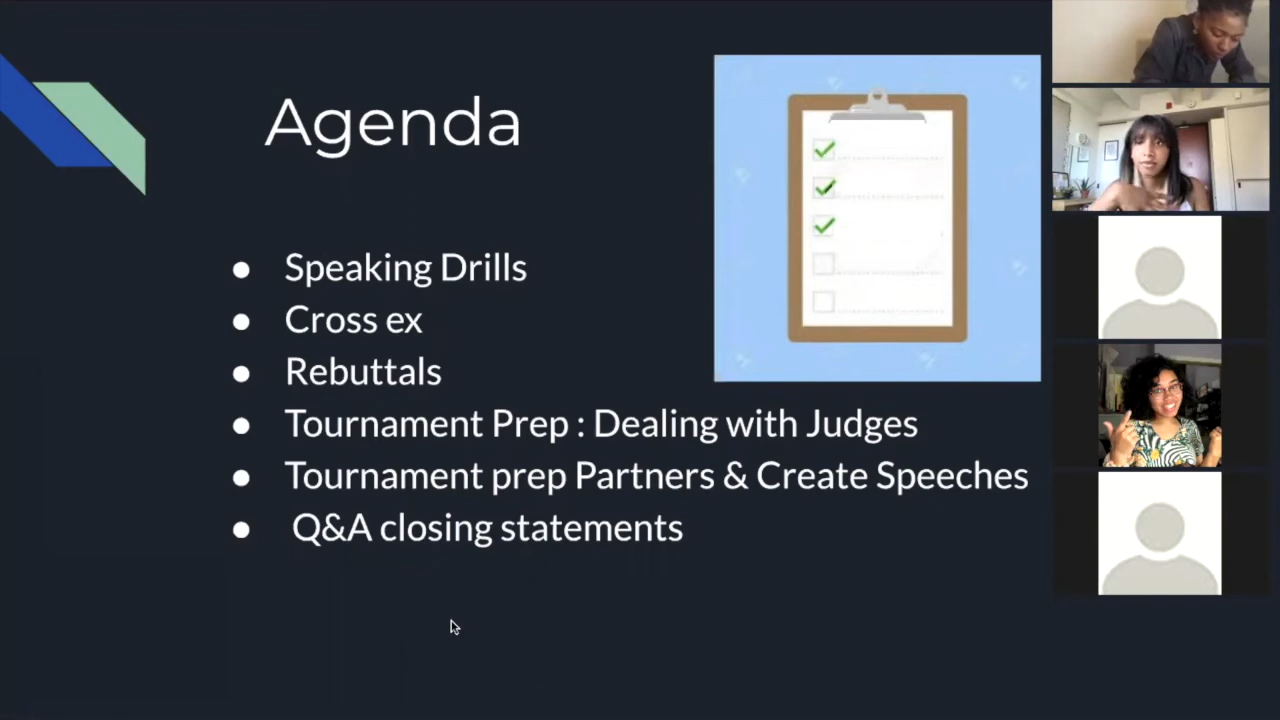 Agenda
● Speaking Drills
● Cross ex
● Rebuttals
● Tournament Prep : Dealing with Judges
● Tournament prep Partners & Create Speeches
● Q&A closing statements